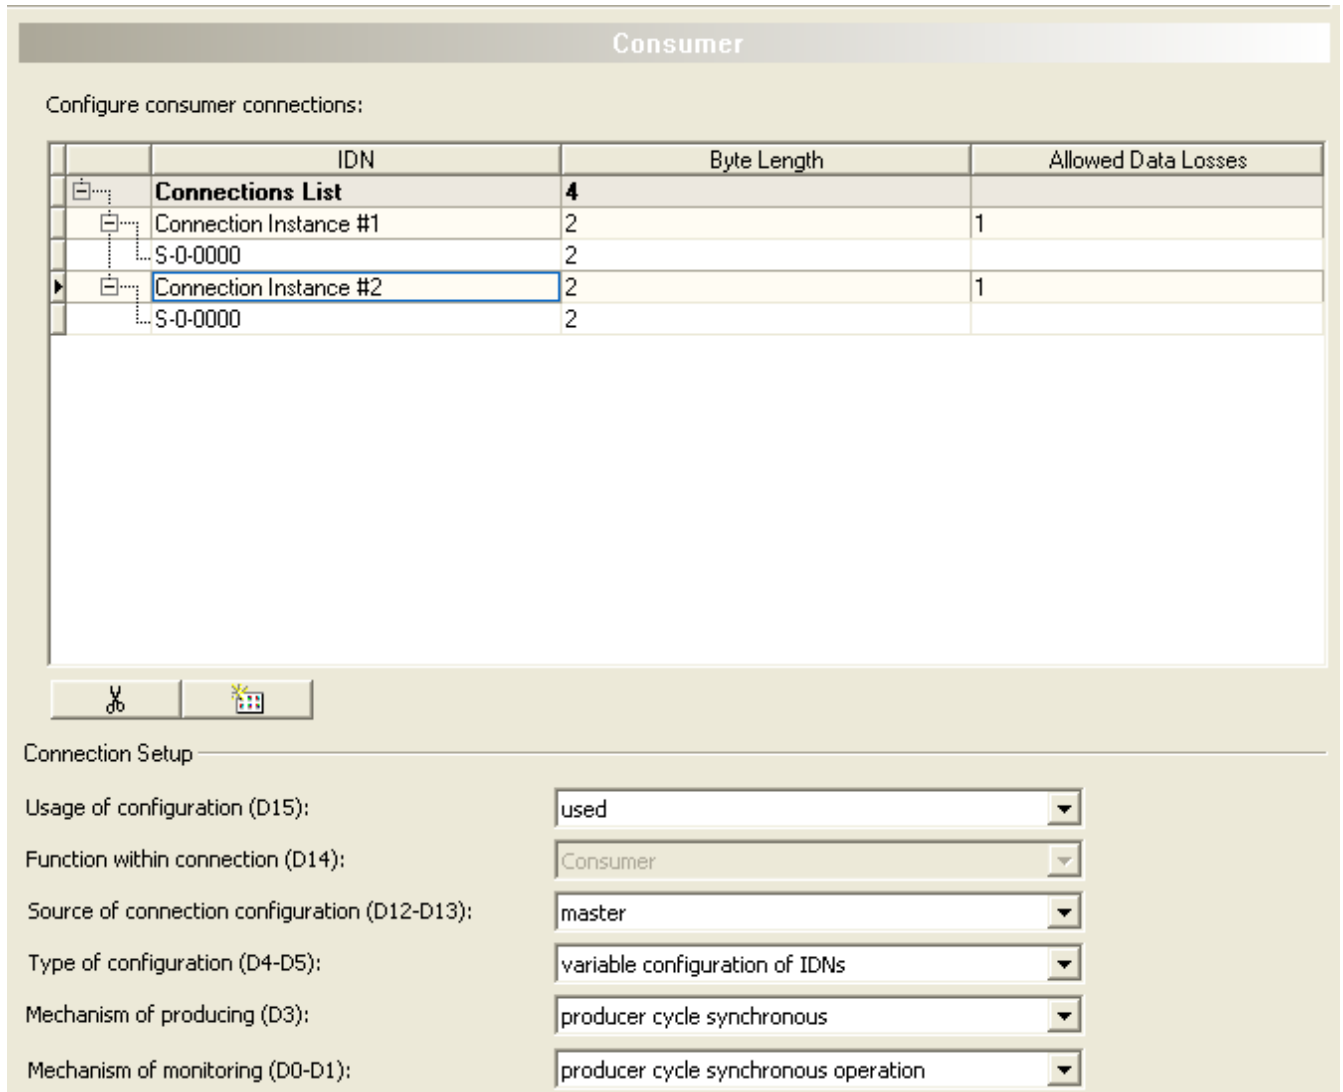 Consumer
Configure consumer connections:
IDN Byte Length Allowed Data Losses
Connections List 4
Connection Instance #1 2 1
S-0-0000 2
Connection Instance #2 2 1
S-0-0000 2
Connection Setup
Usage of configuration (D15): used
Function within connection (D14): Consumer
Source of connection configuration (D12-D13): master
Type of configuration (D4-D5): variable configuration of IDNs
Mechanism of producing (D3): producer cycle synchronous
Mechanism of monitoring (D0-D1): producer cycle synchronous operation